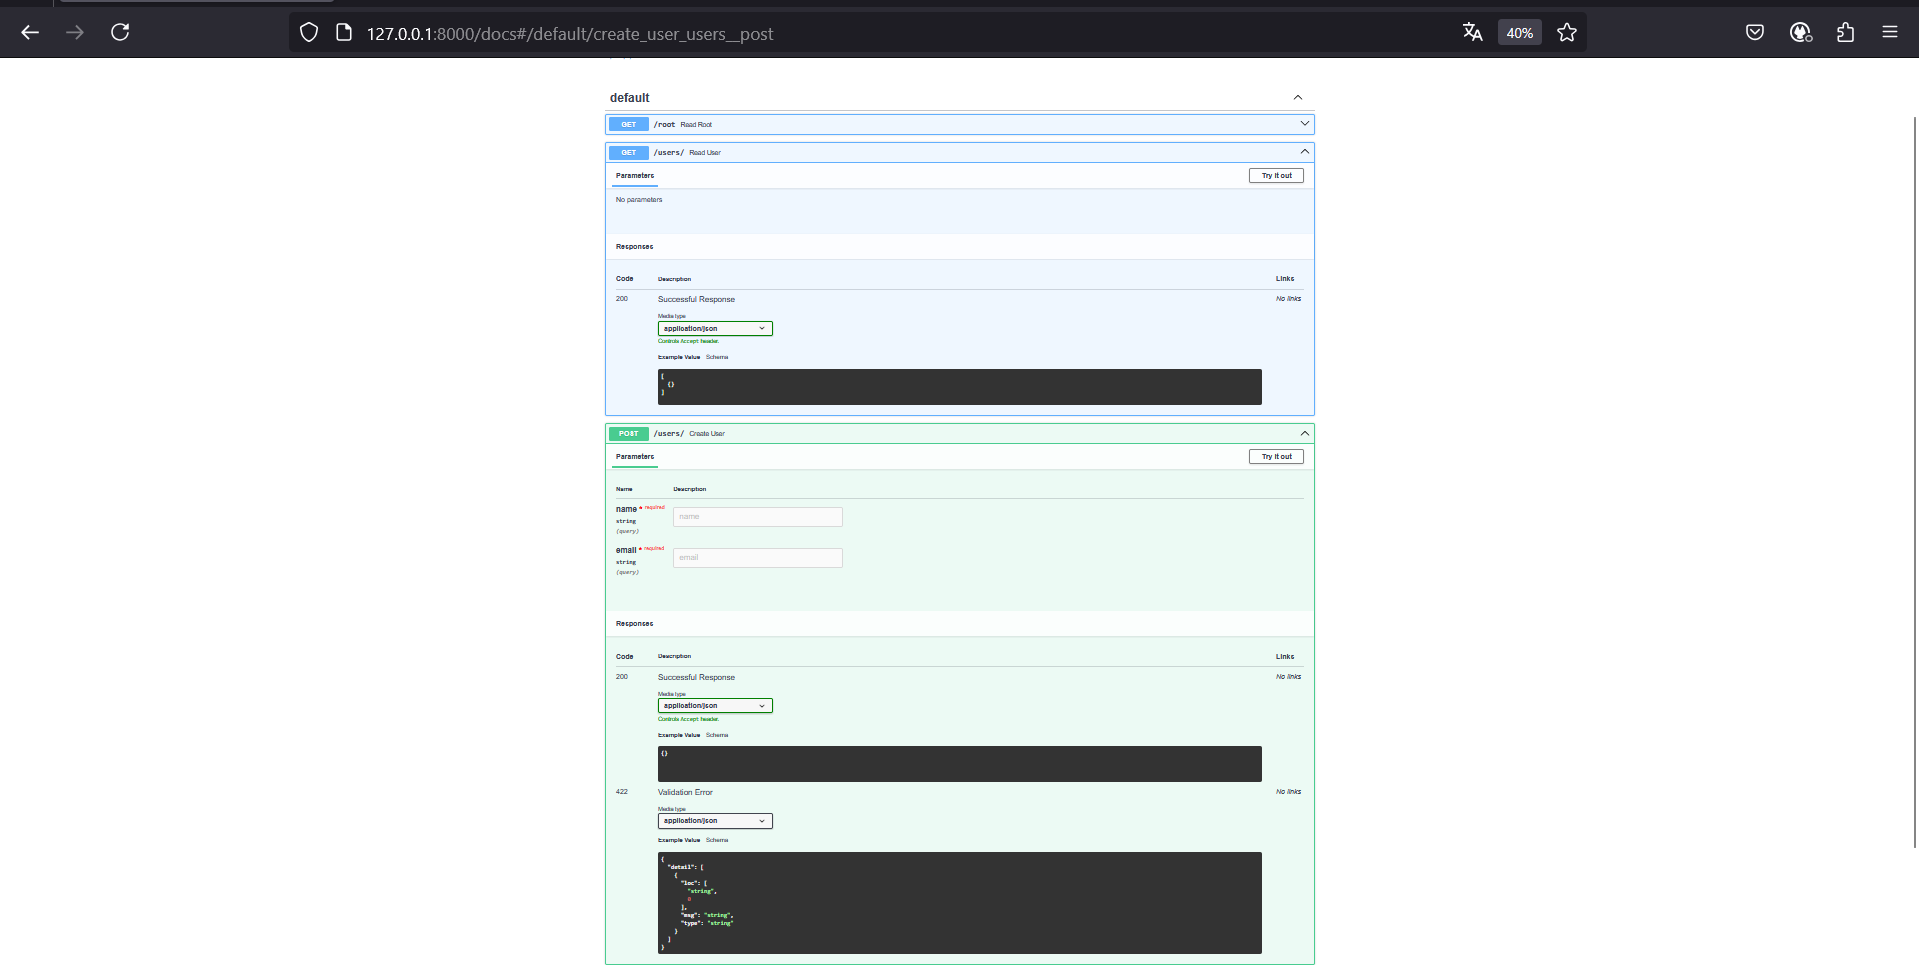 127.0.0.1:8000/docs#/default/create_user_users__post
40%
default
GET /root Read Root
GET /users/ Read User
Parameters
Try it out
No parameters
Responses
Code Description Links
200 Successful Response No links
Media type
application/json
Controls Accept header.
Example Value Schema
[
{}
]
POST /users/ Create User
Parameters
Try it out
Name Description
name * required
name
string
(query)
email * required
email
string
(query)
Responses
Code Description Links
200 Successful Response No links
Media type
application/json
Controls Accept header.
Example Value Schema
{}
422 Validation Error No links
Media type
application/json
Example Value Schema
{
"detail": [
{
"loc": [
"string",
0
],
"msg": "string",
"type": "string"
}
]
}